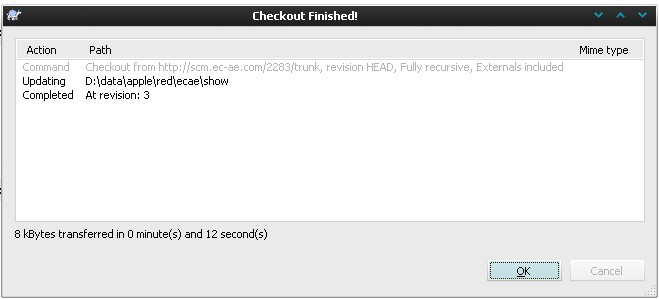 Checkout Finished!
Action Path Mime type
Command Checkout from http://scm.ec-ae.com/2283/trunk, revision HEAD, Fully recursive, Externals included
Updating D:\data\apple\red\ecae\show
Completed At revision: 3
8 kBytes transferred in 0 minute(s) and 12 second(s)
OK Cancel